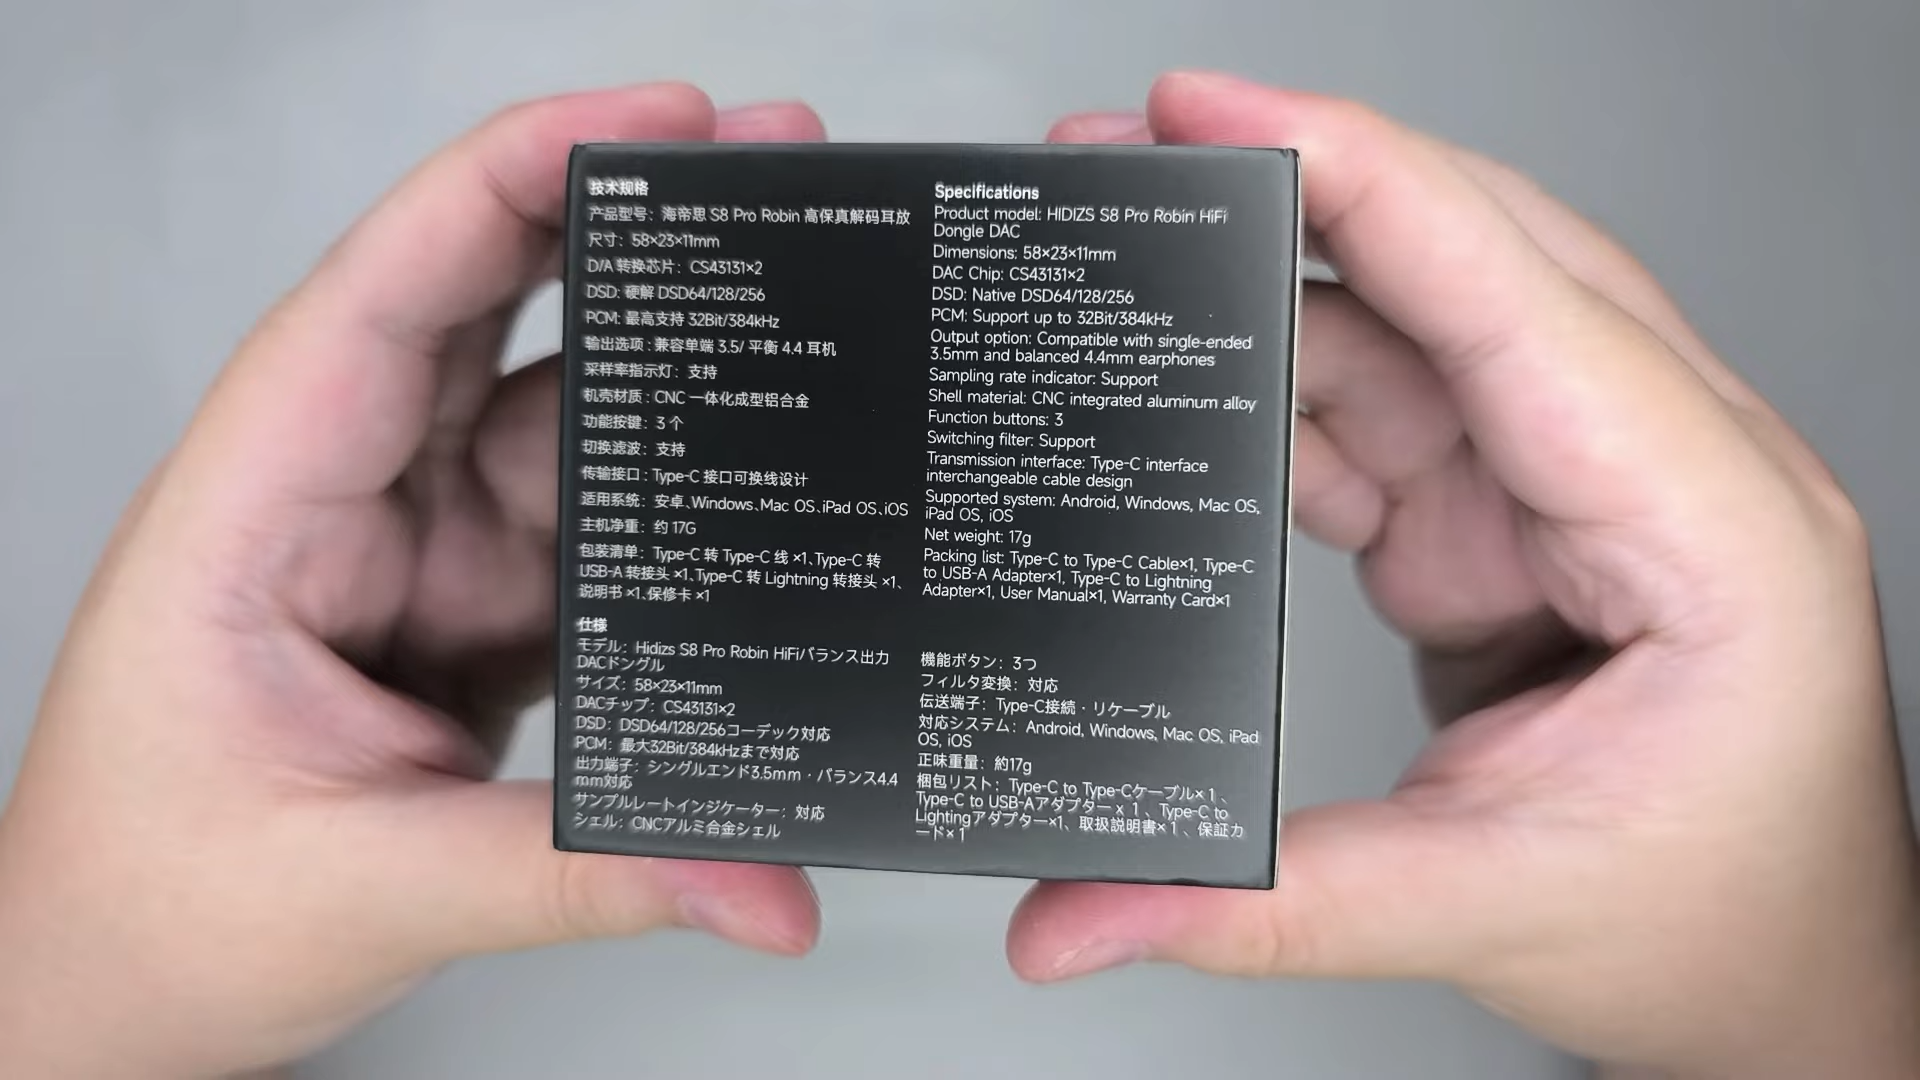 技术规格
产品型号：海帝思 S8 Pro Robin 高保真解码耳放
尺寸：58×23×11mm
D/A 转换芯片：CS43131×2
DSD: 硬解 DSD64/128/256
PCM: 最高支持 32Bit/384kHz
输出选项：兼容单端 3.5/ 平衡 4.4 耳机
采样率指示灯：支持
机壳材质：CNC 一体化成型铝合金
功能按键：3 个
切换滤波：支持
传输接口：Type-C 接口可换线设计
适用系统：安卓、Windows、Mac OS、iPad OS、iOS
主机净重：约 17G
包装清单：Type-C 转 Type-C 线 ×1、Type-C 转
USB-A 转接头 ×1、Type-C 转 Lightning 转接头 ×1、
说明书 ×1、保修卡 ×1
Specifications
Product model: HIDIZS S8 Pro Robin HiFi
Dongle DAC
Dimensions: 58×23×11mm
DAC Chip: CS43131×2
DSD: Native DSD64/128/256
PCM: Support up to 32Bit/384kHz
Output option: Compatible with single-ended
3.5mm and balanced 4.4mm earphones
Sampling rate indicator: Support
Shell material: CNC integrated aluminum alloy
Function buttons: 3
Switching filter: Support
Transmission interface: Type-C interface
interchangeable cable design
Supported system: Android, Windows, Mac OS,
iPad OS, iOS
Net weight: 17g
Packing list: Type-C to Type-C Cable×1, Type-C
to USB-A Adapter×1, Type-C to Lightning
Adapter×1, User Manual×1, Warranty Card×1
仕様
モデル：Hidizs S8 Pro Robin HiFiバランス出力
DACドングル
サイズ：58×23×11mm
DACチップ：CS43131×2
DSD：DSD64/128/256コーデック対応
PCM：最大32Bit/384kHzまで対応
出力端子：シングルエンド3.5mm・バランス4.4
mm対応
サンプルレートインジケーター：対応
シェル：CNCアルミ合金シェル
機能ボタン：3つ
フィルタ変換：対応
伝送端子：Type-C接続・リケーブル
対応システム：Android, Windows, Mac OS, iPad
OS, iOS
正味重量：約17g
梱包リスト：Type-C to Type-Cケーブル×1、
Type-C to USB-Aアダプター x 1、Type-C to
Lightingアダプター×1、取扱説明書×1、保証カ
ード×1